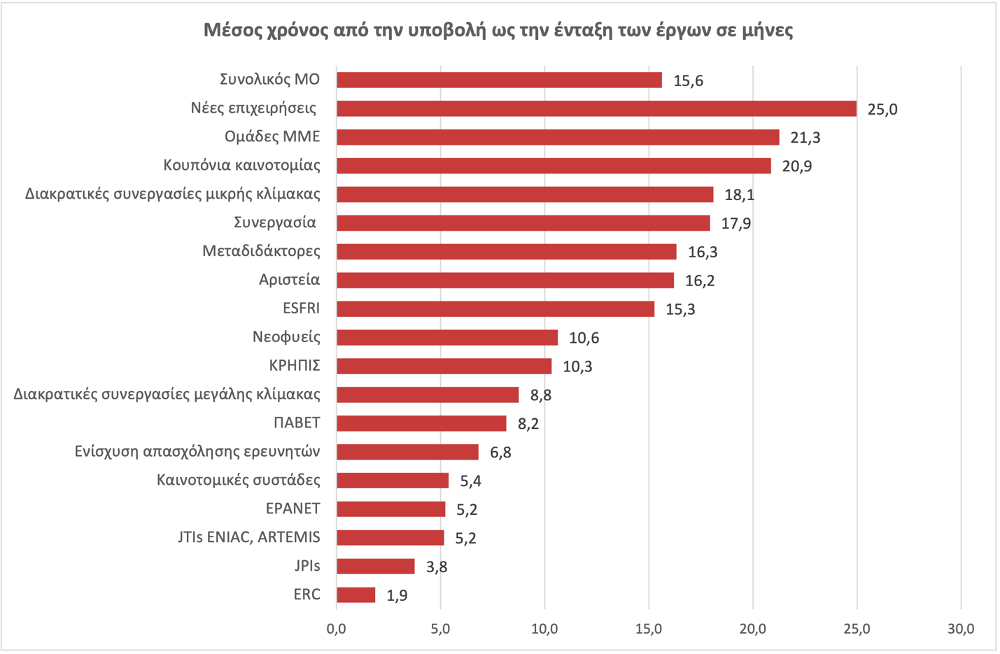 Μέσος χρόνος από την υποβολή ως την ένταξη των έργων σε μήνες
Συνολικός ΜΟ 15,6
Νέες επιχειρήσεις 25,0
Ομάδες ΜΜΕ 21,3
Κουπόνια καινοτομίας 20,9
Διακρατικές συνεργασίες μικρής κλίμακας 18,1
Συνεργασία 17,9
Μεταδιδάκτορες 16,3
Αριστεία 16,2
ESFRI 15,3
Νεοφυείς 10,6
ΚΡΗΠΙΣ 10,3
Διακρατικές συνεργασίες μεγάλης κλίμακας 8,8
ΠΑΒΕΤ 8,2
Ενίσχυση απασχόλησης ερευνητών 6,8
Καινοτομικές συστάδες 5,4
EPANET 5,2
JTIs ENIAC, ARTEMIS 5,2
JPIs 3,8
ERC 1,9
0,0 5,0 10,0 15,0 20,0 25,0 30,0